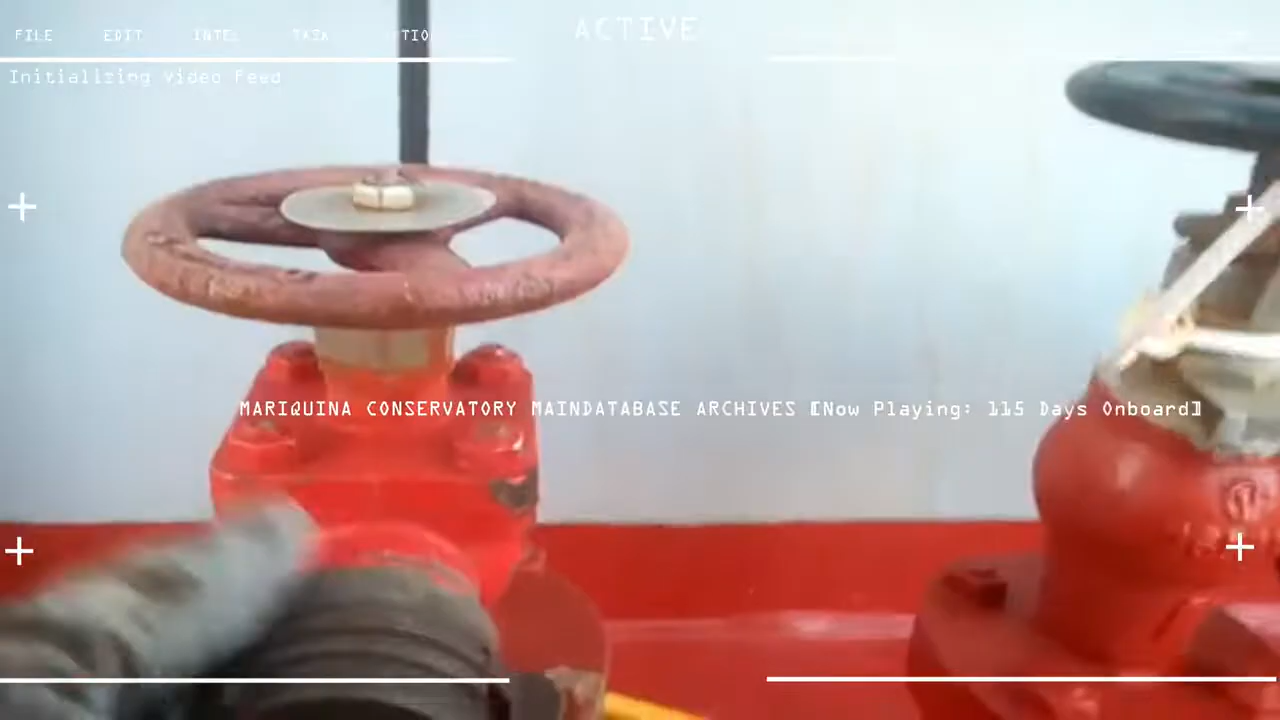 ACTIVE
FILE EDIT INTEL TASK
Initializing Video Feed
MARIQUINA CONSERVATORY MAINDATABASE ARCHIVES [Now Playing: 115 Days Onboard]